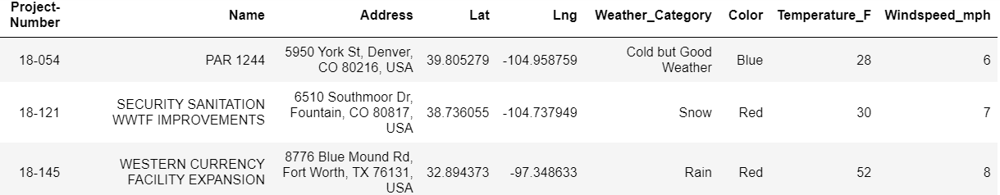 Project-
Number Name Address Lat Lng Weather_Category Color Temperature_F Windspeed_mph
18-054 PAR 1244 5950 York St, Denver, CO 80216, USA 39.805279 -104.958759 Cold but Good Weather Blue 28 6
18-121 SECURITY SANITATION WWTF IMPROVEMENTS 6510 Southmoor Dr, Fountain, CO 80817, USA 38.736055 -104.737949 Snow Red 30 7
18-145 WESTERN CURRENCY FACILITY EXPANSION 8776 Blue Mound Rd, Fort Worth, TX 76131, USA 32.894373 -97.348633 Rain Red 52 8